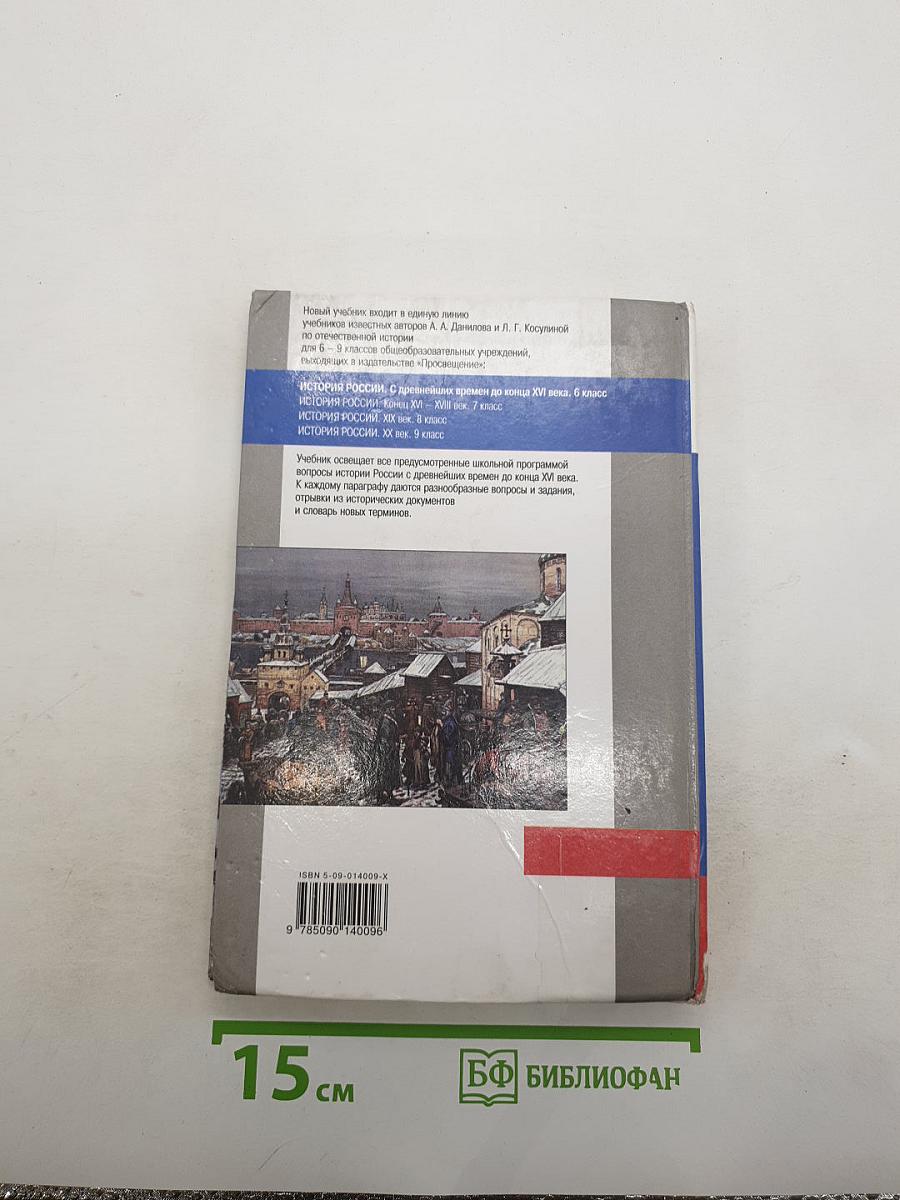 Новый учебник входит в единую линию
учебников известных авторов А. А. Данилова и Л. Г. Косулиной
по отечественной истории
для 6 – 9 классов общеобразовательных учреждений,
выходящих в издательстве «Просвещение»:
ИСТОРИЯ РОССИИ. С древнейших времен до конца XVI века. 6 класс
ИСТОРИЯ РОССИИ. Конец XVI – XVIII век. 7 класс
ИСТОРИЯ РОССИИ. XIX век. 8 класс
ИСТОРИЯ РОССИИ. XX век. 9 класс
Учебник освещает все предусмотренные школьной программой
вопросы истории России с древнейших времен до конца XVI века.
К каждому параграфу даются разнообразные вопросы и задания,
отрывки из исторических документов
и словарь новых терминов.
ISBN 5-09-014009-X
9 785090 140096
15 см
БФ БИБЛИОФАН